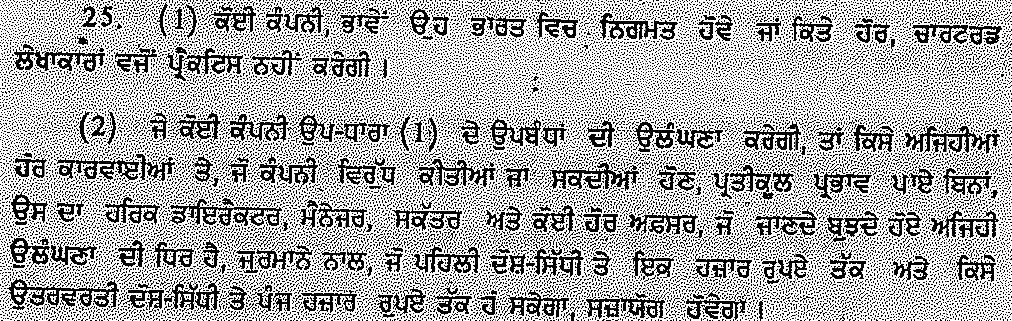 25. (1) ਕੋਈ ਕੰਪਨੀ, ਭਾਵੇਂ ਉਹ ਭਾਰਤ ਵਿਚ ਨਿਗਮਤ ਹੋਵੇ ਜਾਂ ਕਿਤੇ ਹੋਰ, ਚਾਰਟਰਡ
ਲੇਖਾਕਾਰਾਂ ਵਜੋਂ ਪ੍ਰੈਕਟਿਸ ਨਹੀਂ ਕਰੇਗੀ।
(2) ਜੇ ਕੋਈ ਕੰਪਨੀ ਉਪ-ਧਾਰਾ (1) ਦੇ ਉਪਬੰਧਾਂ ਦੀ ਉਲੰਘਣਾ ਕਰੇਗੀ, ਤਾਂ ਕਿਸੇ ਅਜਿਹੀਆਂ
ਹੋਰ ਕਾਰਵਾਈਆਂ ਤੇ, ਜੋ ਕੰਪਨੀ ਵਿਰੁੱਧ ਕੀਤੀਆਂ ਜਾ ਸਕਦੀਆਂ ਹੋਣ, ਪ੍ਰਤੀਕੂਲ ਪ੍ਰਭਾਵ ਪਾਏ ਬਿਨਾਂ,
ਉਸ ਦਾ ਹਰਿਕ ਡਾਇਰੈਕਟਰ, ਮੈਨੇਜਰ, ਸਕੱਤਰ ਅਤੇ ਕੋਈ ਹੋਰ ਅਫ਼ਸਰ, ਜੋ ਜਾਣਦੇ ਬੁਝਦੇ ਹੋਏ ਅਜਿਹੀ
ਉਲੰਘਣਾ ਦੀ ਧਿਰ ਹੈ, ਜੁਰਮਾਨੇ ਨਾਲ, ਜੋ ਪਹਿਲੀ ਦੋਸ਼-ਸਿੱਧੀ ਤੇ ਇਕ ਹਜ਼ਾਰ ਰੁਪਏ ਤੱਕ ਅਤੇ ਕਿਸੇ
ਉਤਰਵਰਤੀ ਦੋਸ਼-ਸਿੱਧੀ ਤੇ ਪੰਜ ਹਜ਼ਾਰ ਰੁਪਏ ਤੱਕ ਹੋ ਸਕੇਗਾ, ਸਜ਼ਾਯੋਗ ਹੋਵੇਗਾ।